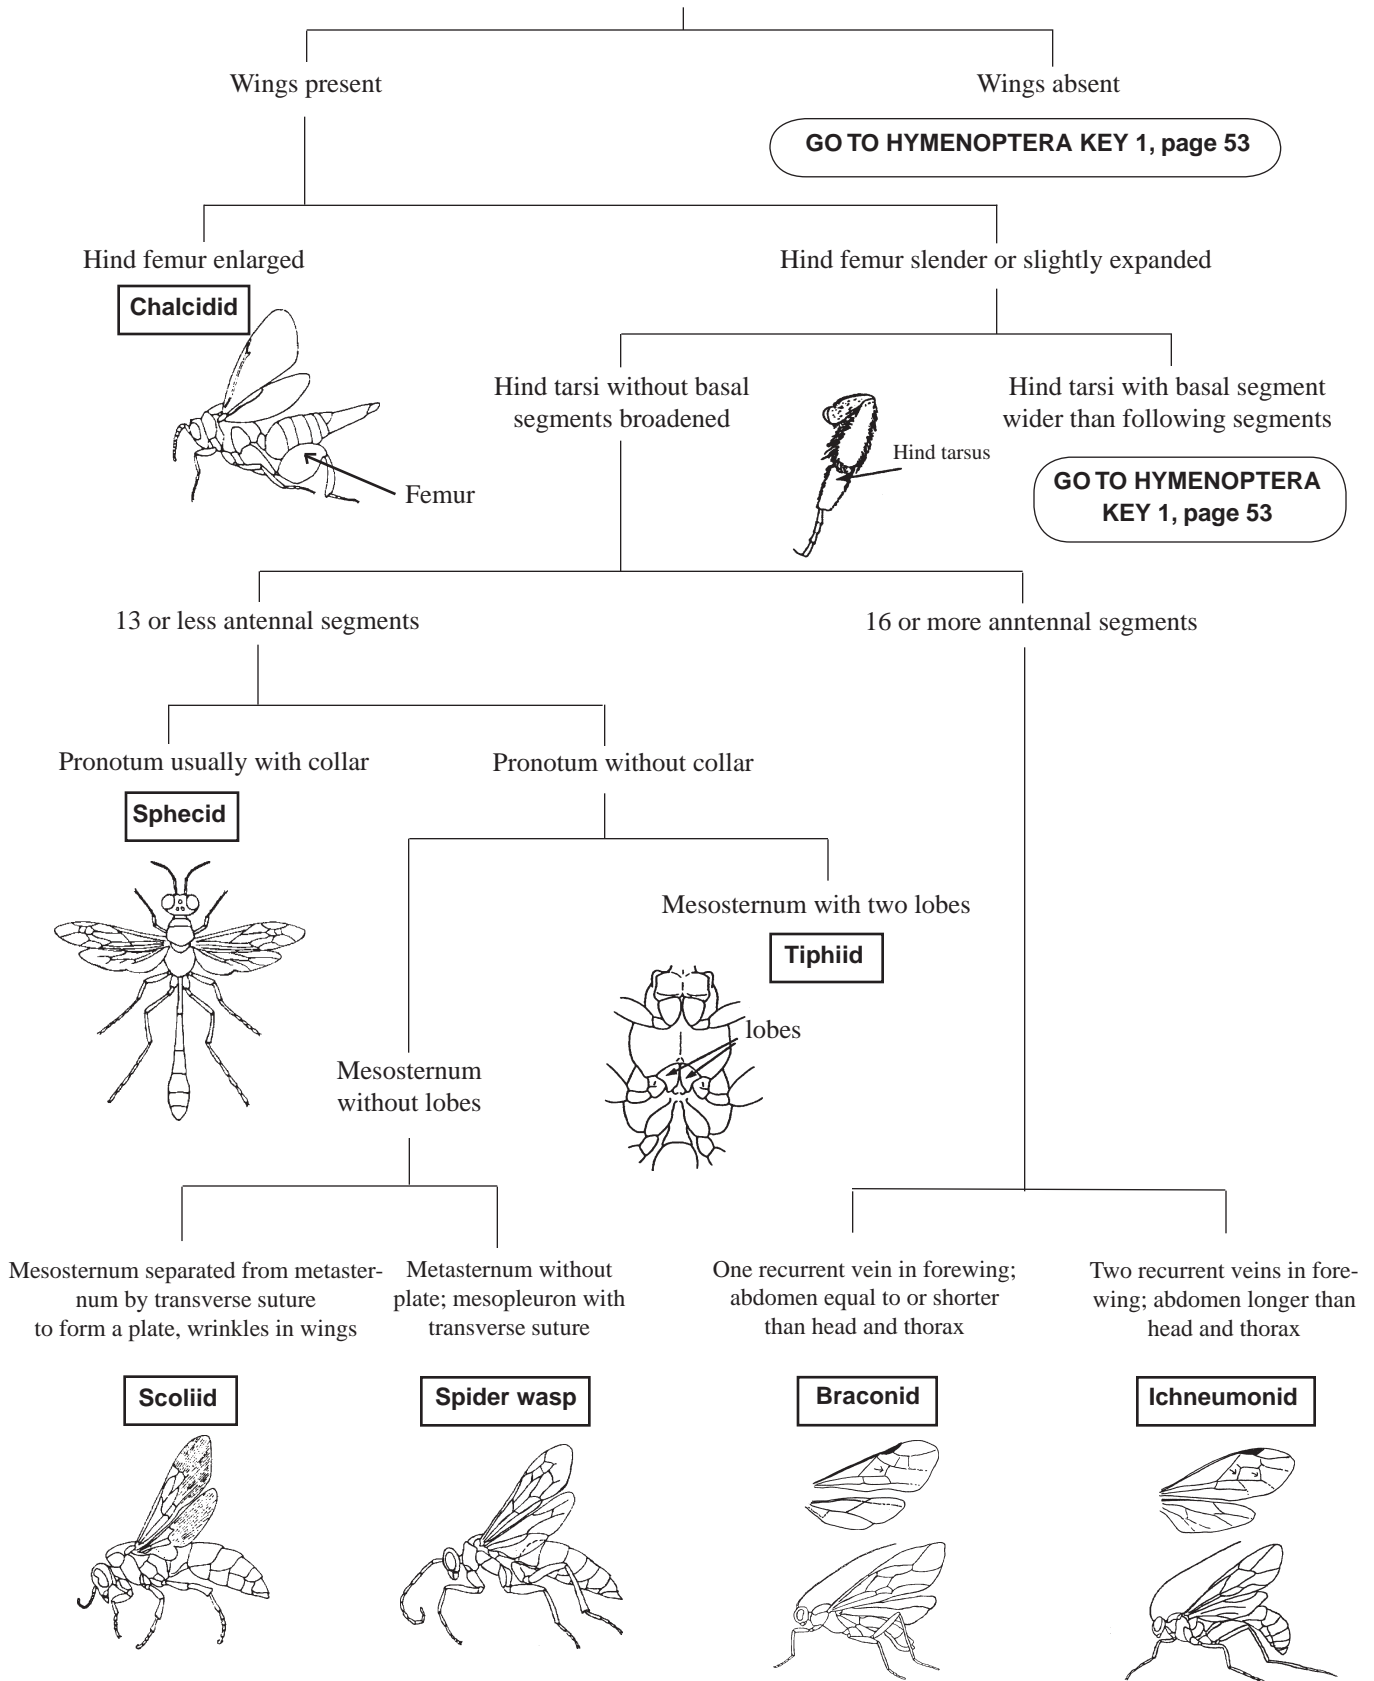 Wings present
Wings absent
GO TO HYMENOPTERA KEY 1, page 53
Hind femur enlarged
Hind femur slender or slightly expanded
Chalcidid
Femur
Hind tarsi without basal
segments broadened
Hind tarsus
Hind tarsi with basal segment
wider than following segments
GO TO HYMENOPTERA
KEY 1, page 53
13 or less antennal segments
16 or more anntennal segments
Pronotum usually with collar
Pronotum without collar
Sphecid
Mesosternum with two lobes
Tiphiid
lobes
Mesosternum
without lobes
Mesosternum separated from metaster-
num by transverse suture
to form a plate, wrinkles in wings
Metasternum without
plate; mesopleuron with
transverse suture
One recurrent vein in forewing;
abdomen equal to or shorter
than head and thorax
Two recurrent veins in fore-
wing; abdomen longer than
head and thorax
Scoliid
Spider wasp
Braconid
Ichneumonid